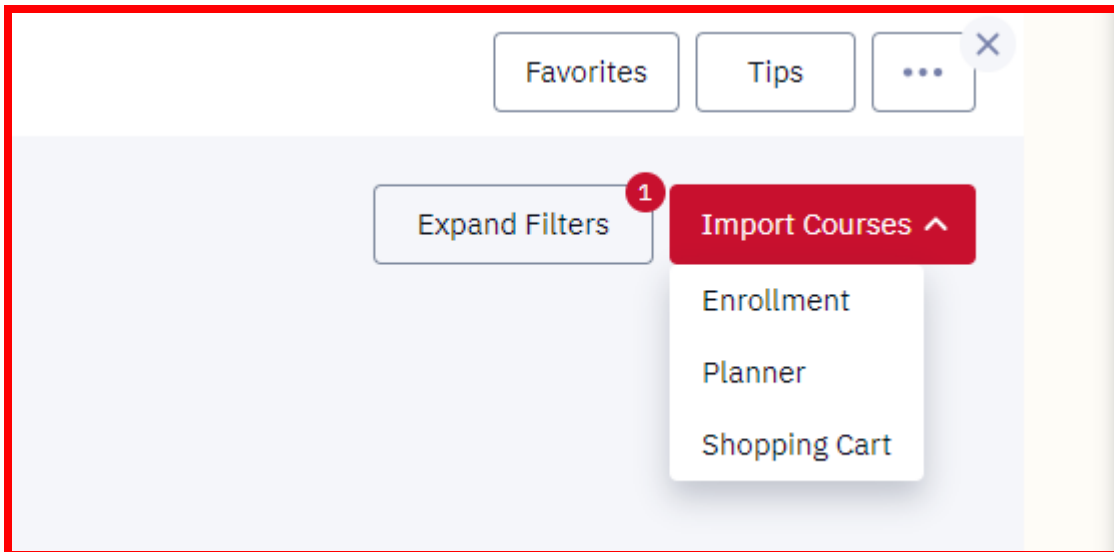 Favorites Tips •••
1
Expand Filters Import Courses
Enrollment
Planner
Shopping Cart